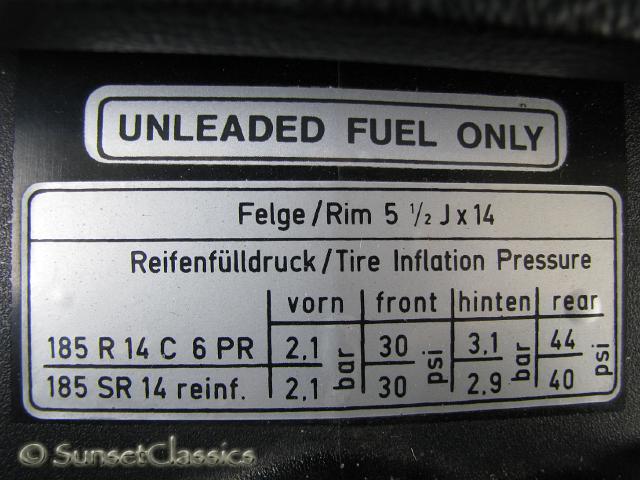 UNLEADED FUEL ONLY
Felge/Rim 5 1/2 J x 14
Reifenfülldruck/Tire Inflation Pressure
vorn front hinten rear
185 R 14 C 6 PR 2,1 bar 30 psi 3,1 bar 44 psi
185 SR 14 reinf. 2,1 30 2,9 40
© SunsetClassics